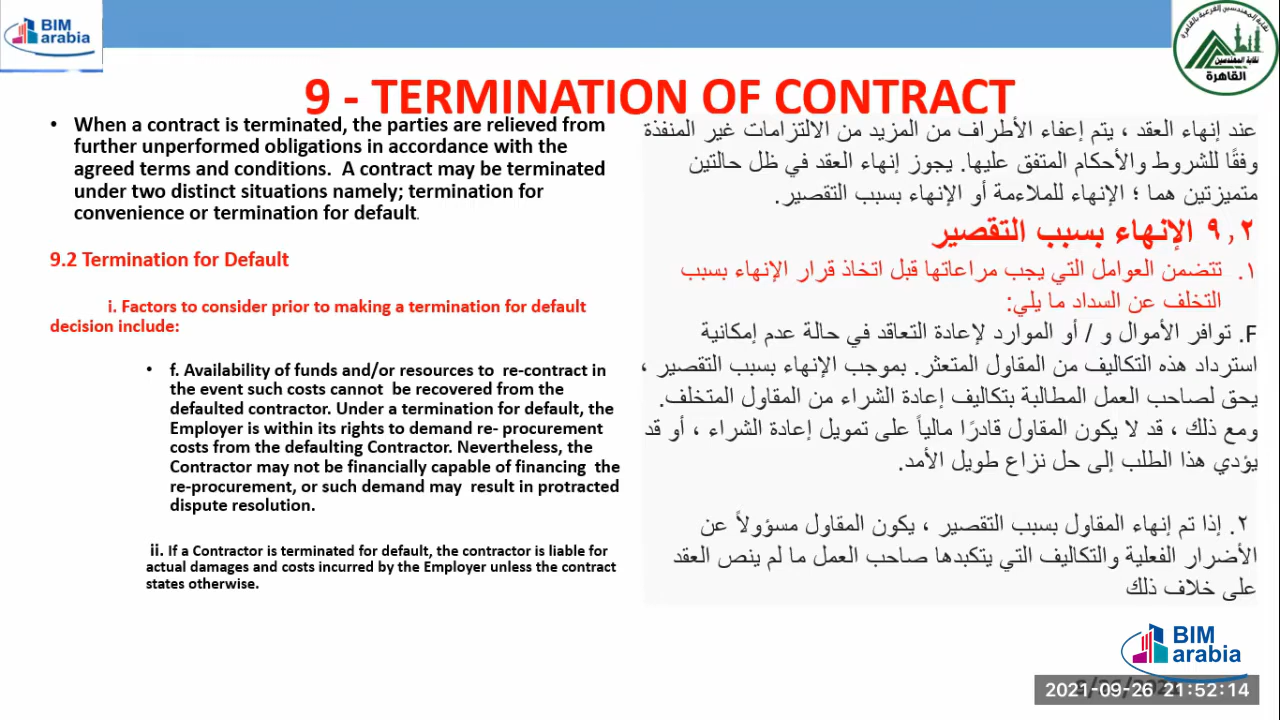 BIM
arabia
نقابة المهندسين
القاهرة
9 - TERMINATION OF CONTRACT
• When a contract is terminated, the parties are relieved from
further unperformed obligations in accordance with the
agreed terms and conditions. A contract may be terminated
under two distinct situations namely; termination for
convenience or termination for default.
9.2 Termination for Default
i. Factors to consider prior to making a termination for default
decision include:
• f. Availability of funds and/or resources to re-contract in
the event such costs cannot be recovered from the
defaulted contractor. Under a termination for default, the
Employer is within its rights to demand re- procurement
costs from the defaulting Contractor. Nevertheless, the
Contractor may not be financially capable of financing the
re-procurement, or such demand may result in protracted
dispute resolution.
ii. If a Contractor is terminated for default, the contractor is liable for
actual damages and costs incurred by the Employer unless the contract
states otherwise.
عند إنهاء العقد ، يتم إعفاء الأطراف من المزيد من الالتزامات غير المنفذة
وفقًا للشروط والأحكام المتفق عليها. يجوز إنهاء العقد في ظل حالتين
متميزتين هما ؛ الإنهاء للملاءمة أو الإنهاء بسبب التقصير.
٩,٢ الإنهاء بسبب التقصير
١. تتضمن العوامل التي يجب مراعاتها قبل اتخاذ قرار الإنهاء بسبب
التخلف عن السداد ما يلي:
F. توافر الأموال و / أو الموارد لإعادة التعاقد في حالة عدم إمكانية
استرداد هذه التكاليف من المقاول المتعثر. بموجب الإنهاء بسبب التقصير ،
يحق لصاحب العمل المطالبة بتكاليف إعادة الشراء من المقاول المتخلف.
ومع ذلك ، قد لا يكون المقاول قادرًا مالياً على تمويل إعادة الشراء ، أو قد
يؤدي هذا الطلب إلى حل نزاع طويل الأمد.
٢. إذا تم إنهاء المقاول بسبب التقصير ، يكون المقاول مسؤولاً عن
الأضرار الفعلية والتكاليف التي يتكبدها صاحب العمل ما لم ينص العقد
على خلاف ذلك
BIM
arabia
2021-09-26 21:52:14